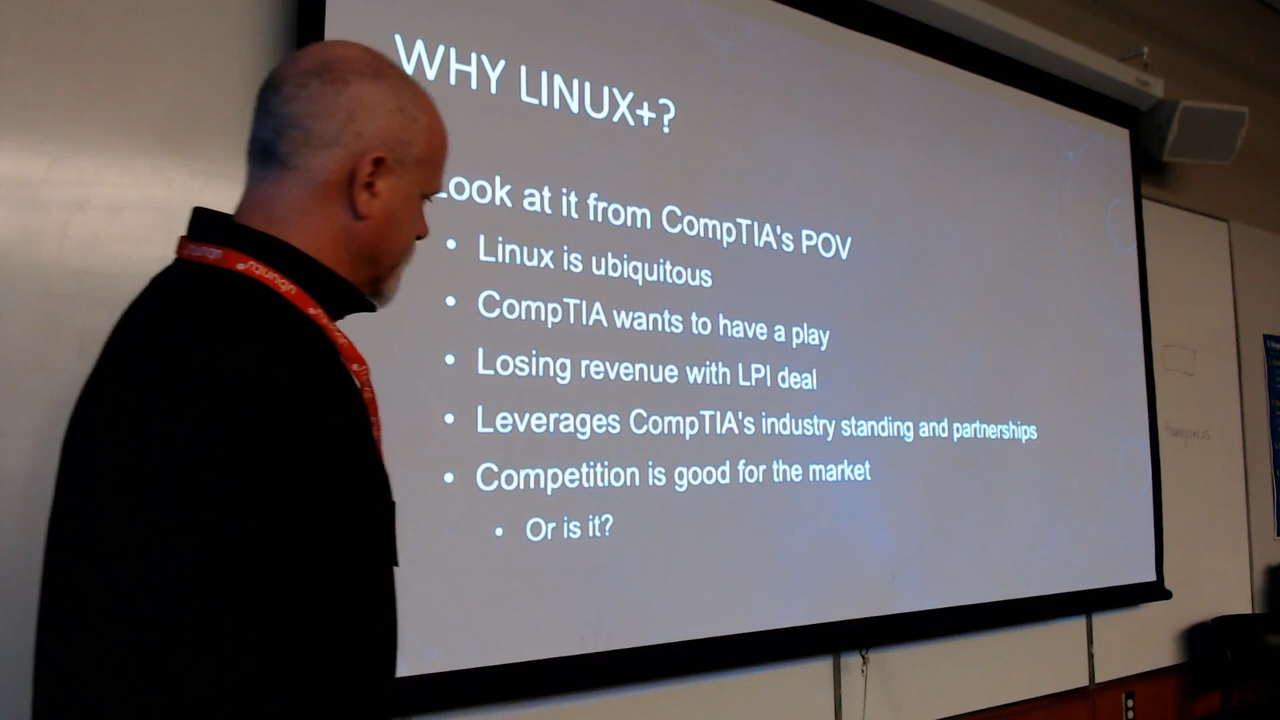 WHY LINUX+?
Look at it from CompTIA's POV
• Linux is ubiquitous
• CompTIA wants to have a play
• Losing revenue with LPI deal
• Leverages CompTIA's industry standing and partnerships
• Competition is good for the market
• Or is it?
ubuntu